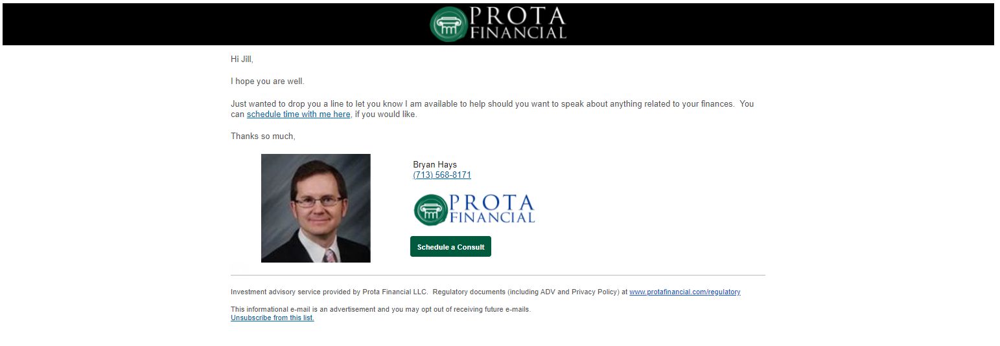 PROTA
FINANCIAL
Hi Jill,
I hope you are well.
Just wanted to drop you a line to let you know I am available to help should you want to speak about anything related to your finances.  You
can schedule time with me here, if you would like.
Thanks so much,
Bryan Hays
(713) 568-8171
PROTA
FINANCIAL
Schedule a Consult
Investment advisory service provided by Prota Financial LLC.  Regulatory documents (including ADV and Privacy Policy) at www.protafinancial.com/regulatory
This informational e-mail is an advertisement and you may opt out of receiving future e-mails.
Unsubscribe from this list.